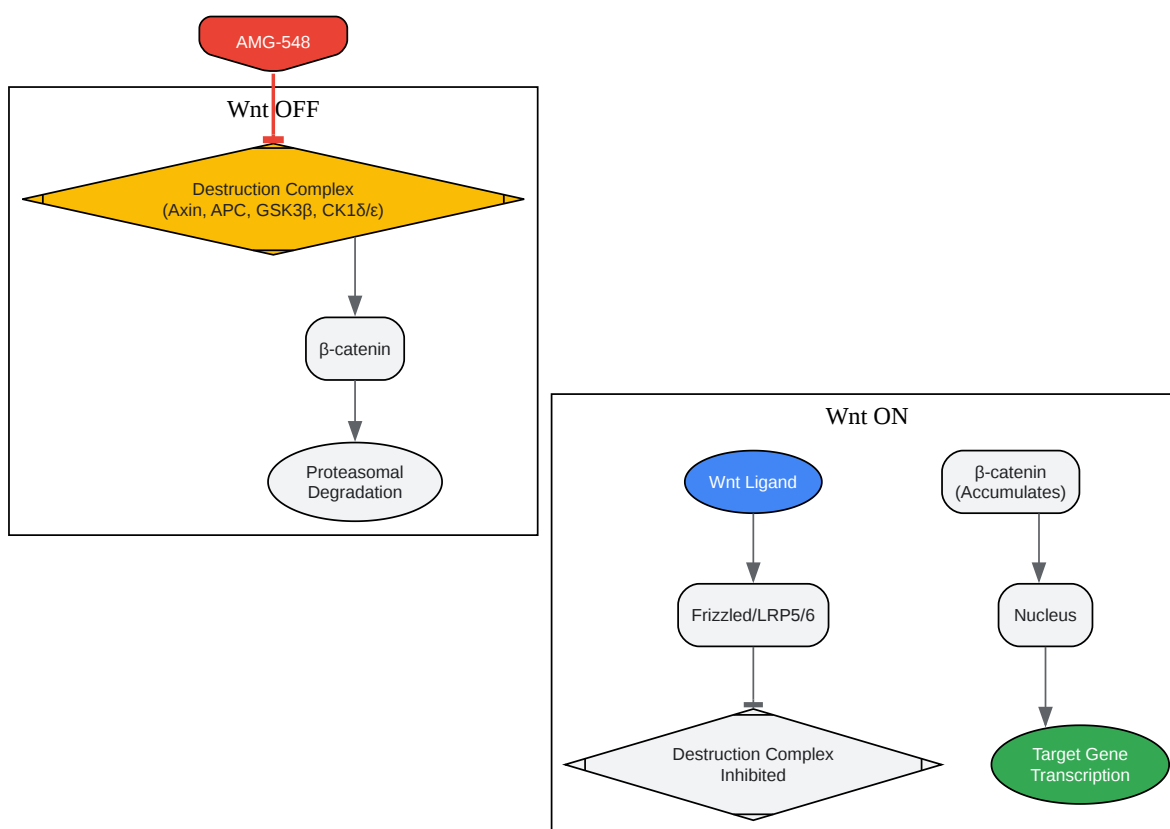 AMG-548
Wnt OFF
Destruction Complex
(Axin, APC, GSK3β, CK1δ/ε)
β-catenin
Proteasomal
Degradation
Wnt ON
Wnt Ligand
β-catenin
(Accumulates)
Frizzled/LRP5/6
Nucleus
Destruction Complex
Inhibited
Target Gene
Transcription